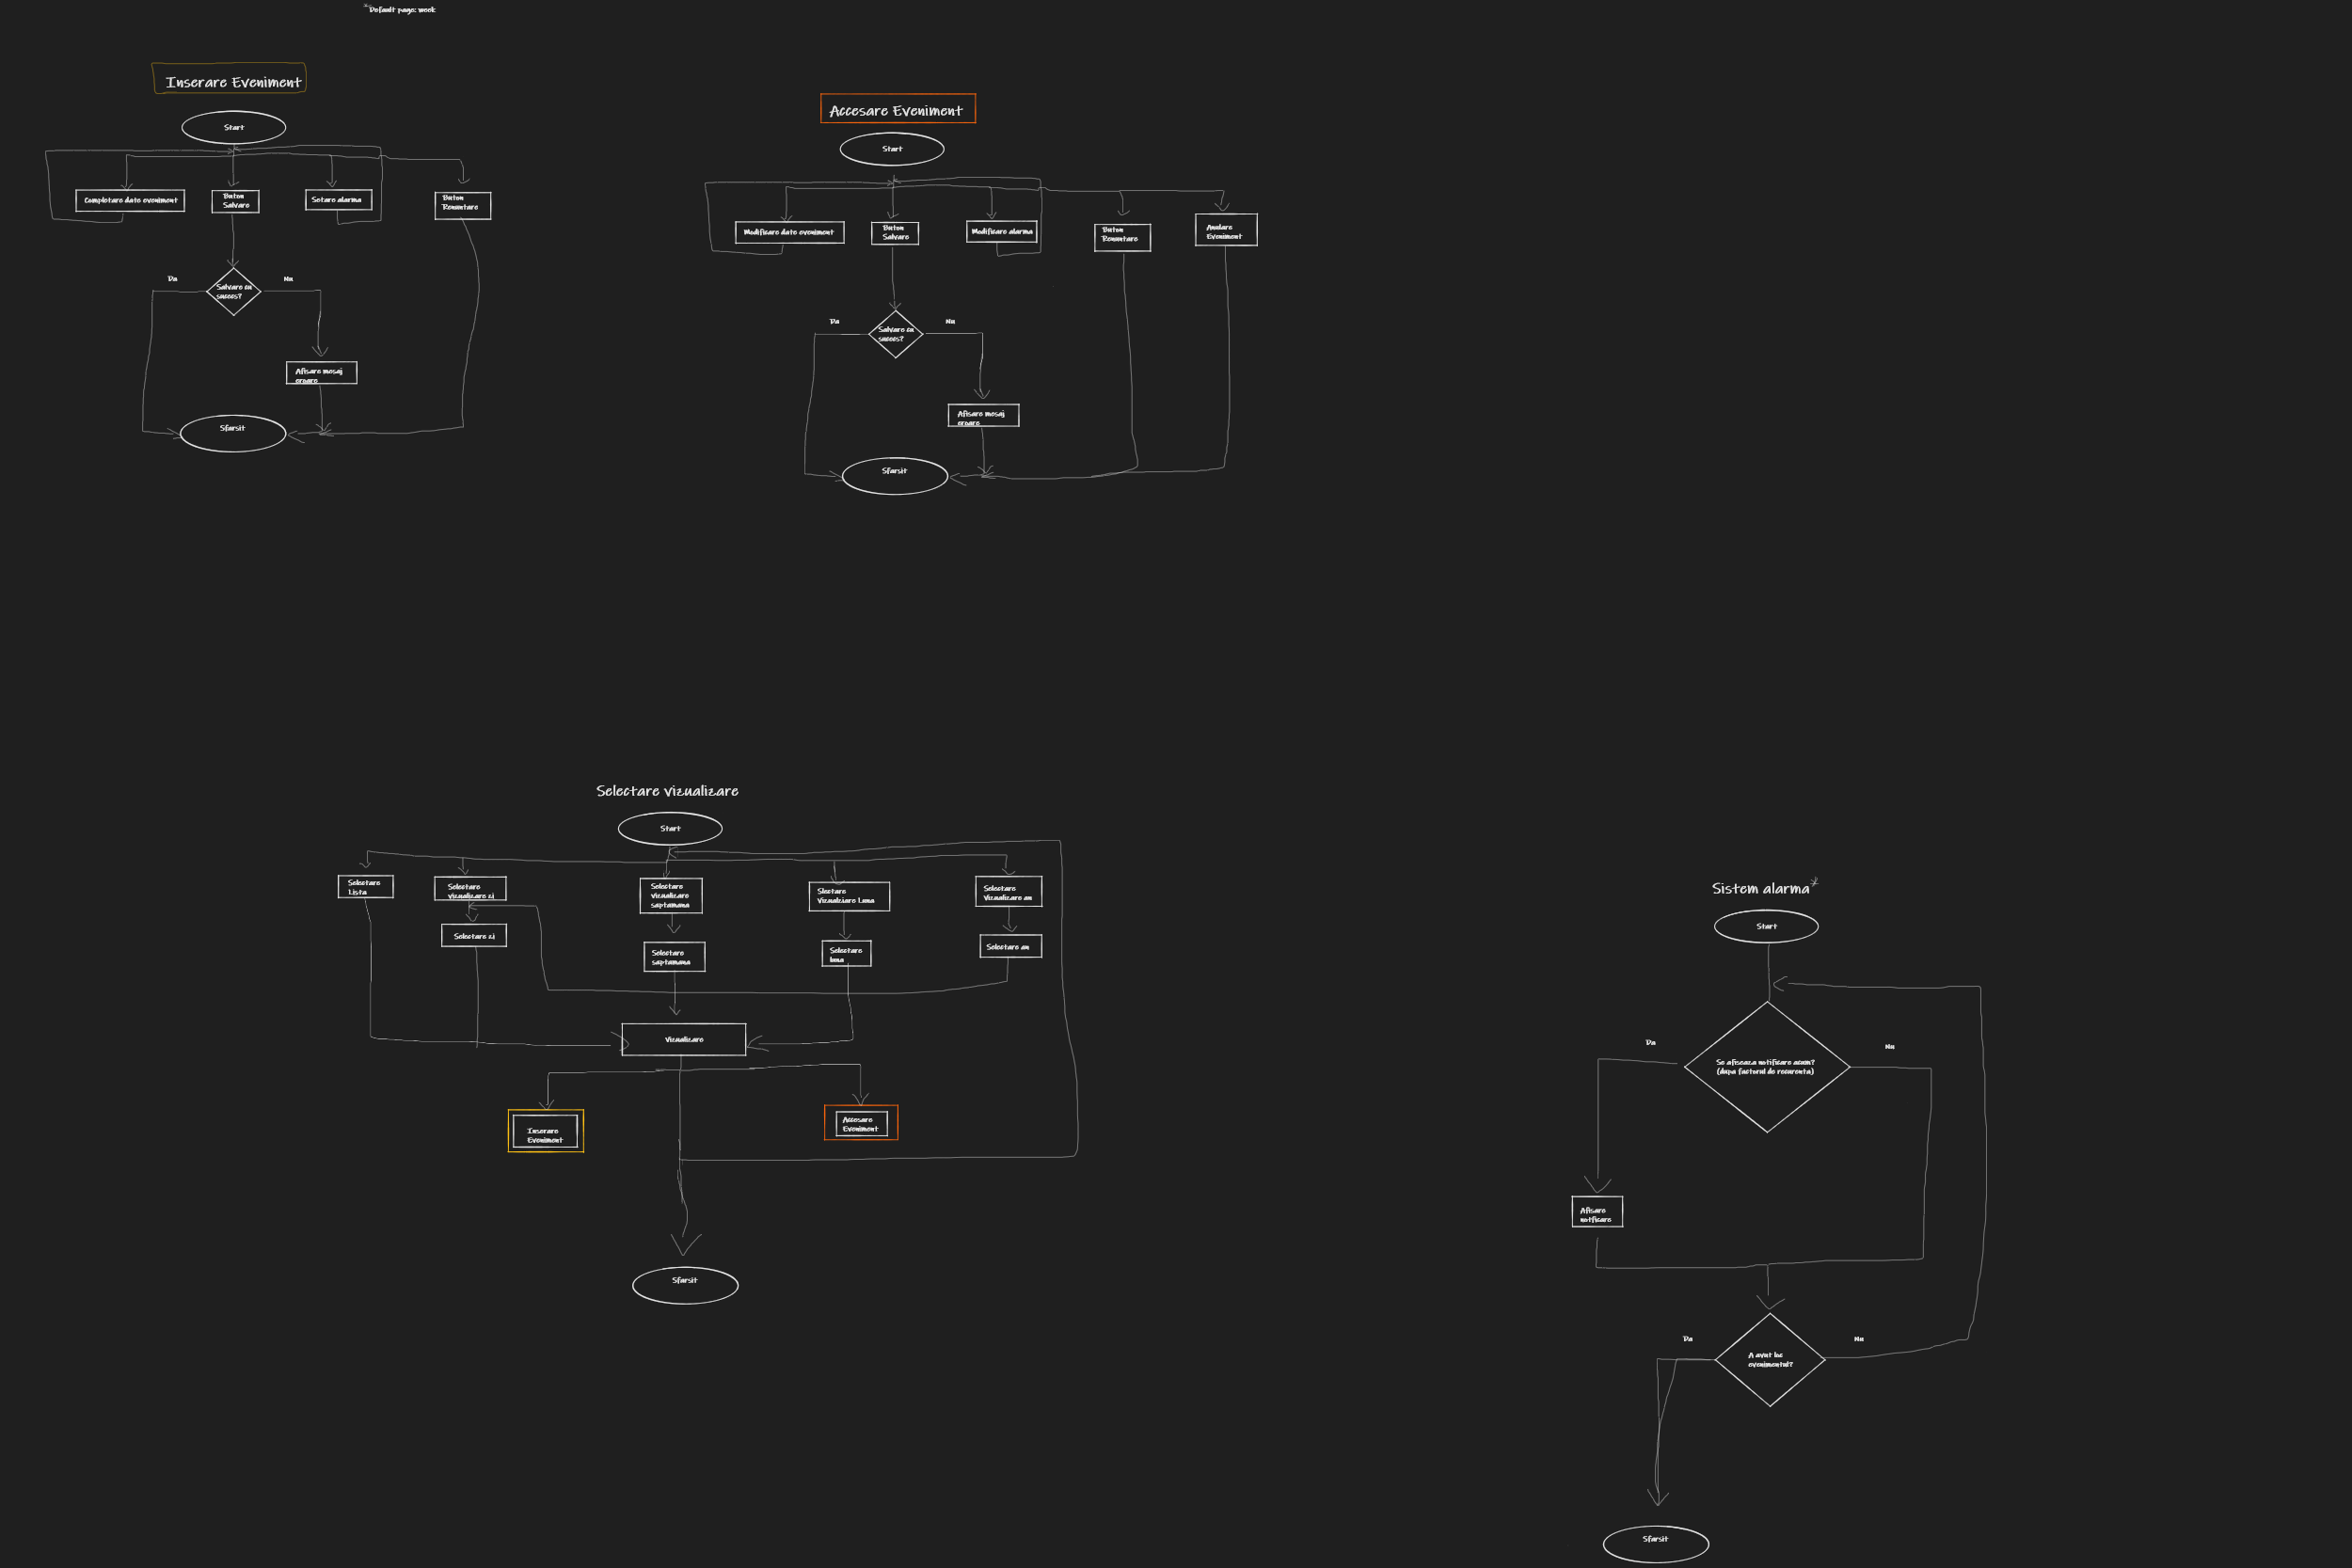 *Default page: week
Inserare Eveniment
Start
Completare date eveniment
Buton
Salvare
Setare alarma
Buton
Renuntare
Da
Nu
Salvare cu
succes?
Afisare mesaj
eroare
Sfarsit
Accesare Eveniment
Start
Modificare date eveniment
Buton
Salvare
Modificare alarma
Buton
Renuntare
Anulare
Eveniment
Da
Nu
Salvare cu
succes?
Afisare mesaj
eroare
Sfarsit
Selectare vizualizare
Start
Selectare
Lista
Selectare
vizualizare zi
Selectare
vizualizare
saptamana
Slectare
Vizualziare Luna
Selectare
Vizualizare an
Selectare zi
Selectare
saptamana
Selectare
luna
Selectare an
Vizualizare
Inserare
Eveniment
Accesare
Eveniment
Sfarsit
Sistem alarma*
Start
Da
Nu
Se afiseaza notificare acum?
(dupa factorul de recurenta)
Afisare
notficare
Da
Nu
A avut loc
evenimentul?
Sfarsit